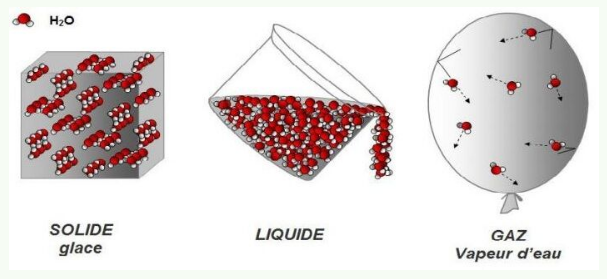 H₂O
SOLIDE
glace
LIQUIDE
GAZ
Vapeur d'eau